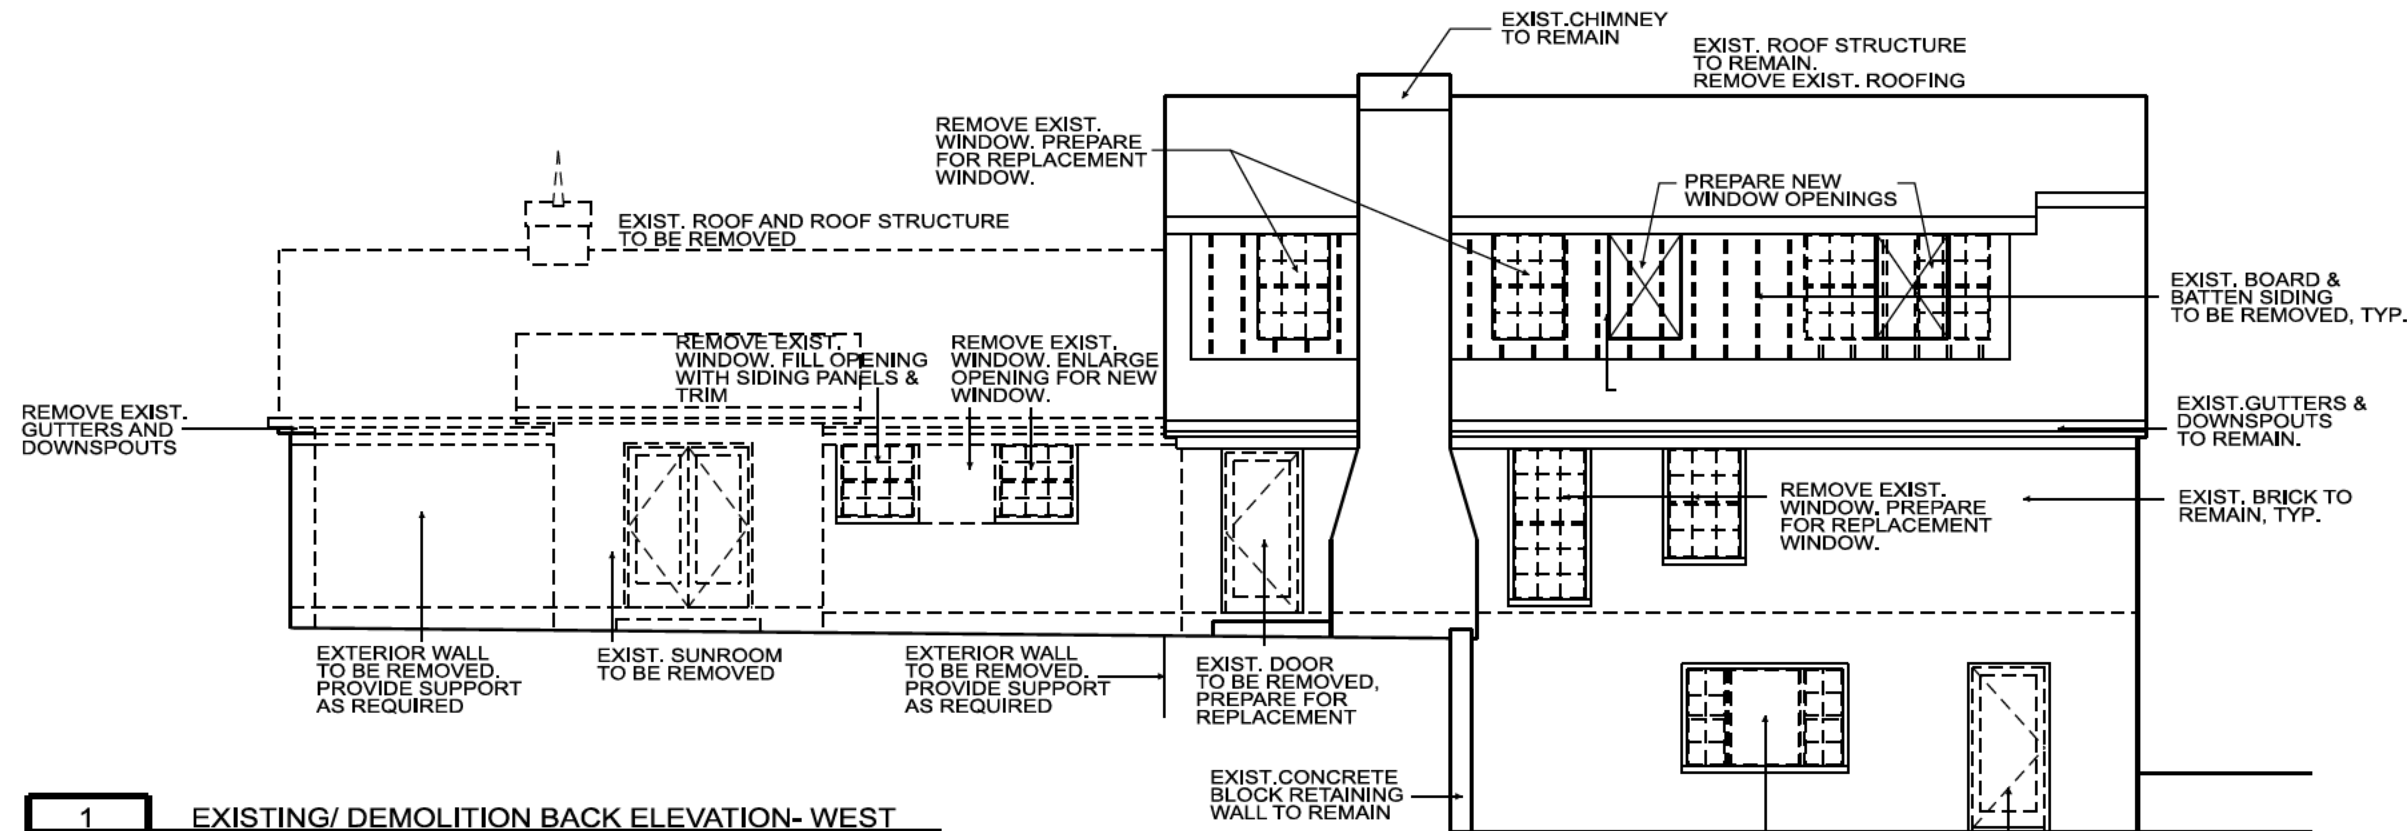 EXIST.CHIMNEY
TO REMAIN
EXIST. ROOF STRUCTURE
TO REMAIN.
REMOVE EXIST. ROOFING
REMOVE EXIST.
WINDOW. PREPARE
FOR REPLACEMENT
WINDOW.
PREPARE NEW
WINDOW OPENINGS
EXIST. ROOF AND ROOF STRUCTURE
TO BE REMOVED
EXIST. BOARD &
BATTEN SIDING
TO BE REMOVED, TYP.
REMOVE EXIST.
WINDOW. FILL OPENING
WITH SIDING PANELS &
TRIM
REMOVE EXIST.
WINDOW. ENLARGE
OPENING FOR NEW
WINDOW.
REMOVE EXIST.
GUTTERS AND
DOWNSPOUTS
EXIST.GUTTERS &
DOWNSPOUTS
TO REMAIN.
REMOVE EXIST.
WINDOW. PREPARE
FOR REPLACEMENT
WINDOW.
EXIST. BRICK TO
REMAIN, TYP.
EXTERIOR WALL
TO BE REMOVED.
PROVIDE SUPPORT
AS REQUIRED
EXIST. SUNROOM
TO BE REMOVED
EXTERIOR WALL
TO BE REMOVED.
PROVIDE SUPPORT
AS REQUIRED
EXIST. DOOR
TO BE REMOVED,
PREPARE FOR
REPLACEMENT
EXIST.CONCRETE
BLOCK RETAINING
WALL TO REMAIN
1
EXISTING/ DEMOLITION BACK ELEVATION- WEST